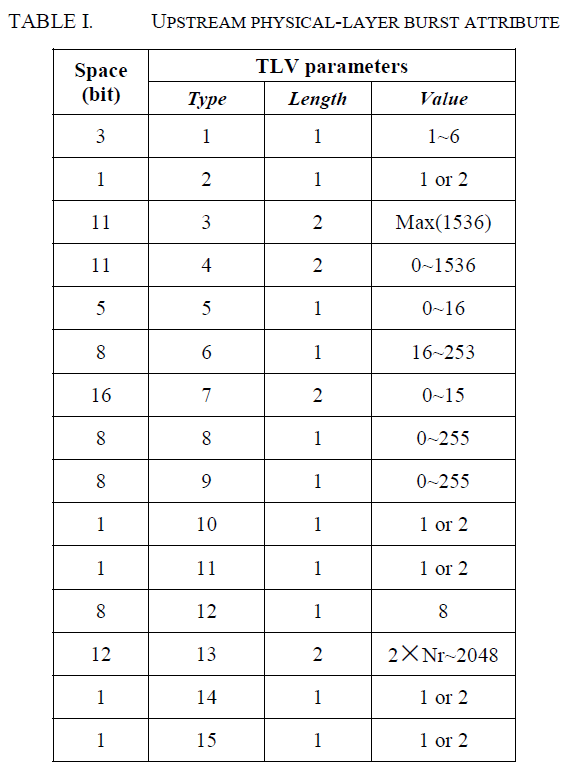 TABLE I. UPSTREAM PHYSICAL-LAYER BURST ATTRIBUTE
Space (bit) TLV parameters
Type Length Value
3 1 1 1~6
1 2 1 1 or 2
11 3 2 Max(1536)
11 4 2 0~1536
5 5 1 0~16
8 6 1 16~253
16 7 2 0~15
8 8 1 0~255
8 9 1 0~255
1 10 1 1 or 2
1 11 1 1 or 2
8 12 1 8
12 13 2 2×Nr~2048
1 14 1 1 or 2
1 15 1 1 or 2